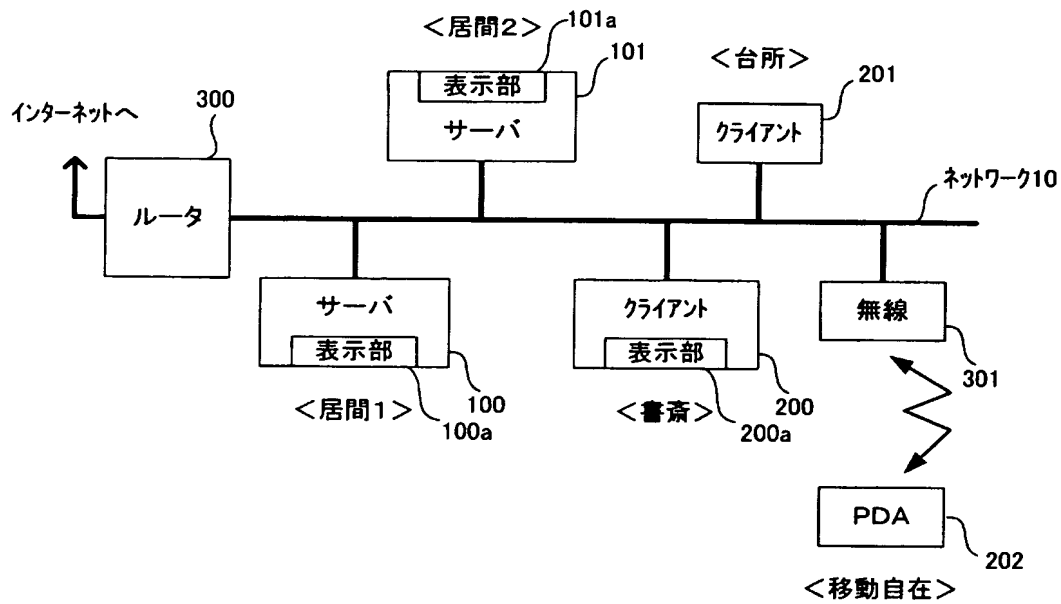 ＜居間２＞
101a
101
＜台所＞
201
インターネットへ
300
表示部
サーバ
クライアント
ネットワーク10
ルータ
サーバ
表示部
クライアント
表示部
無線
100
100a
＜居間１＞
200
200a
＜書斎＞
301
PDA
202
＜移動自在＞